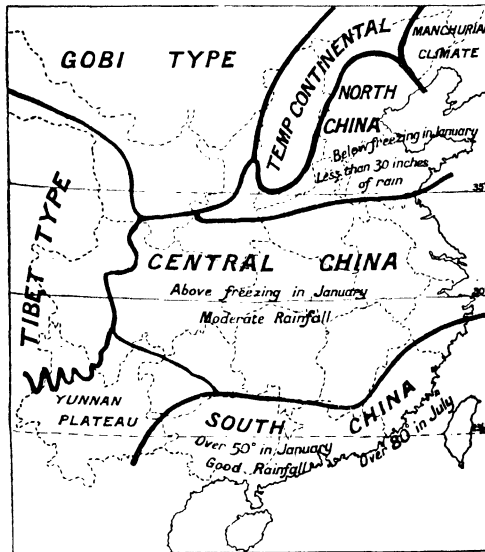 GOBI TYPE
TEMP CONTINENTAL
MANCHURIAN
CLIMATE
NORTH
CHINA
Below freezing in January
Less than 30 inches
of rain
35°
TIBET TYPE
CENTRAL CHINA
Above freezing in January
Moderate Rainfall
YUNNAN
PLATEAU
SOUTH CHINA
Over 50° in January
Good Rainfall
Over 80° in July